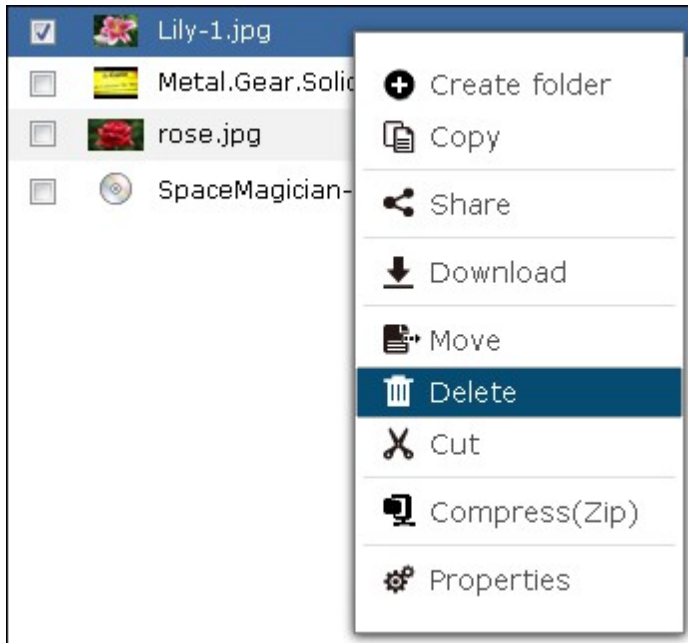 Lily-1.jpg
Metal.Gear.Solid
rose.jpg
SpaceMagician-
Create folder
Copy
Share
Download
Move
Delete
Cut
Compress(Zip)
Properties